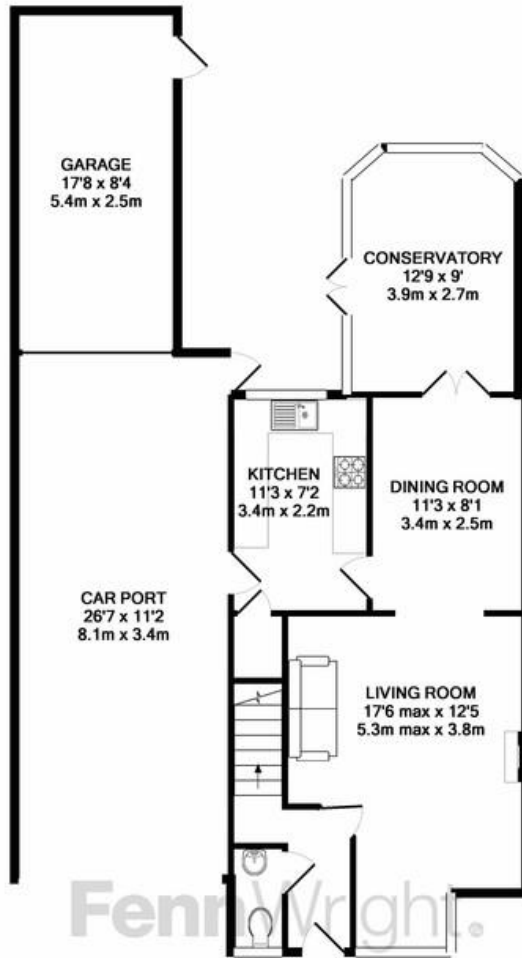 GARAGE
17'8 x 8'4
5.4m x 2.5m
CONSERVATORY
12'9 x 9'
3.9m x 2.7m
KITCHEN
11'3 x 7'2
3.4m x 2.2m
DINING ROOM
11'3 x 8'1
3.4m x 2.5m
CAR PORT
26'7 x 11'2
8.1m x 3.4m
LIVING ROOM
17'6 max x 12'5
5.3m max x 3.8m
FennWright.